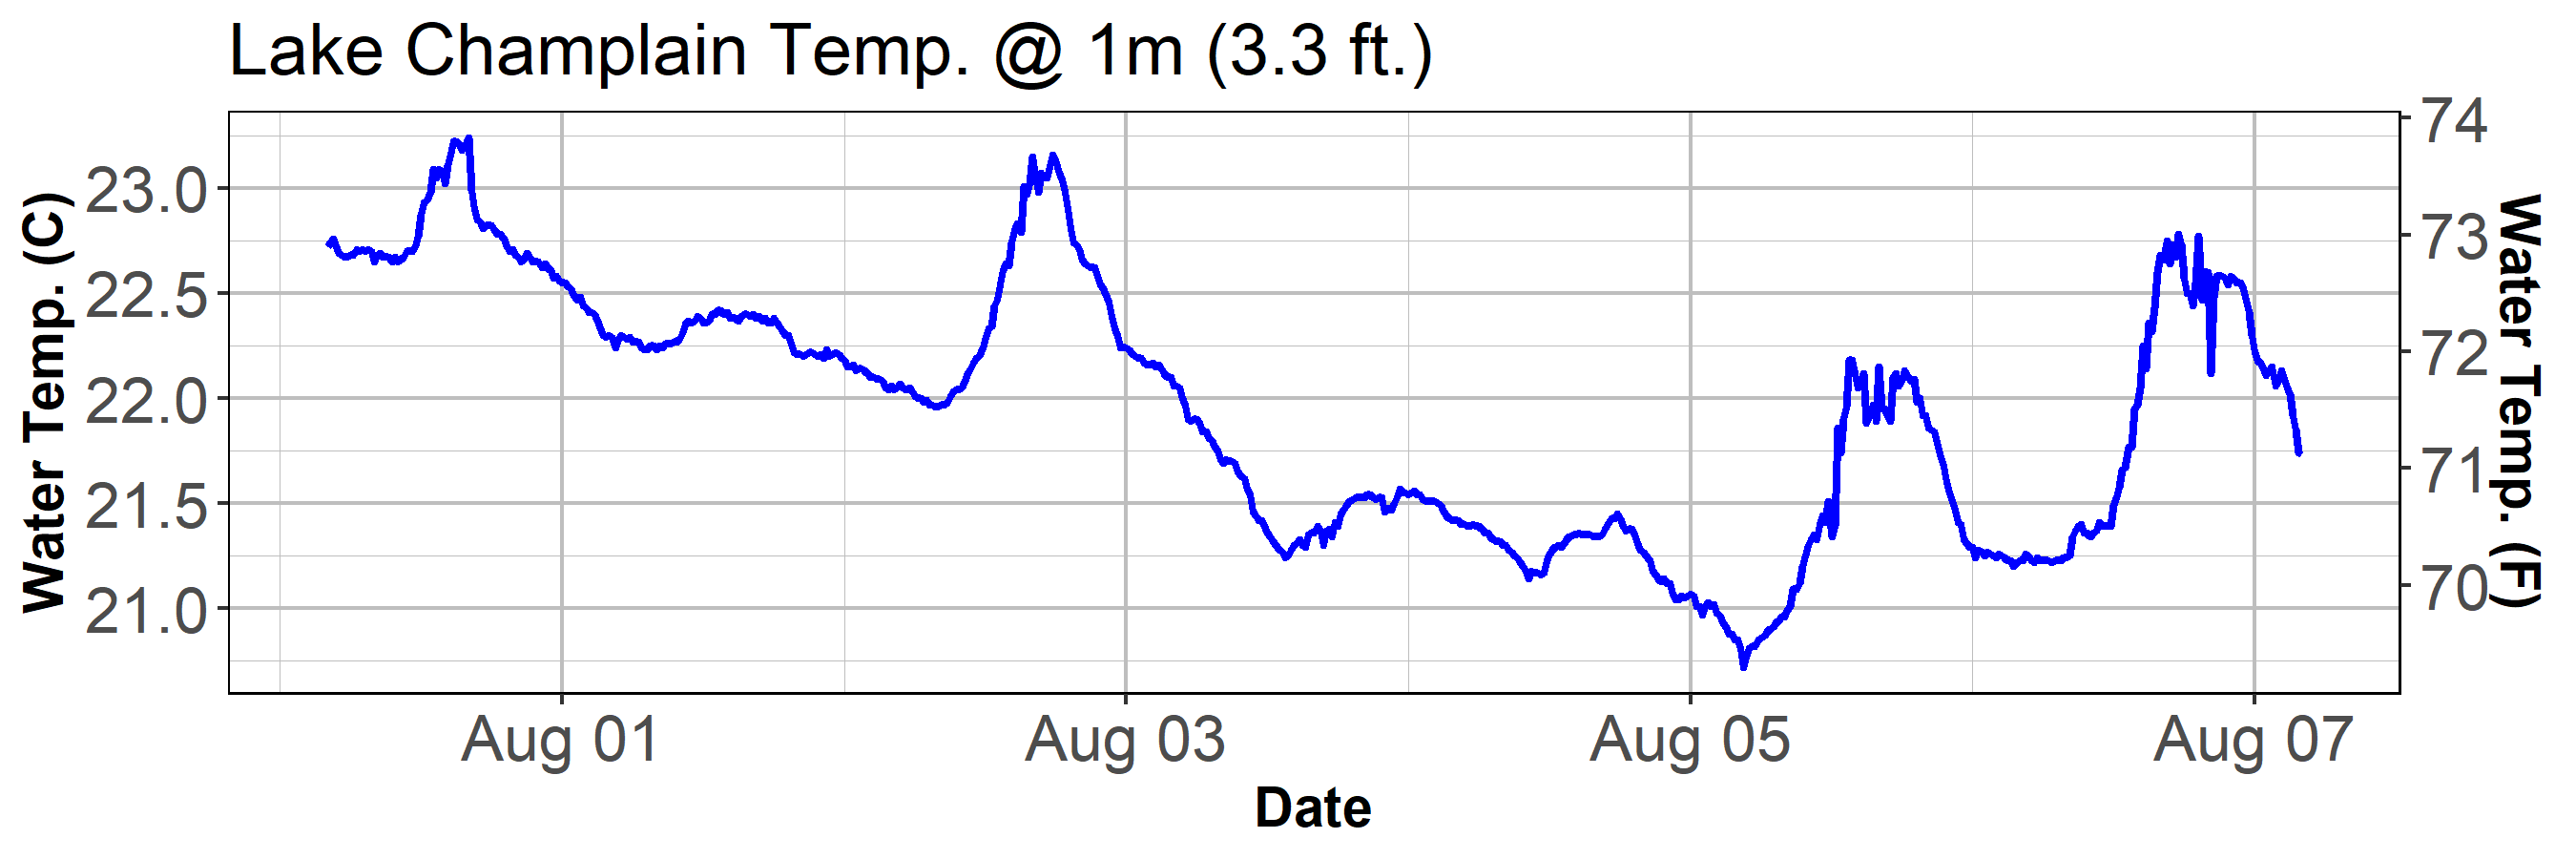 Lake Champlain Temp. @ 1m (3.3 ft.)
Water Temp. (C)
23.0
22.5
22.0
21.5
21.0
74
73
72
71
70
Water Temp. (F)
Aug 01 Aug 03 Aug 05 Aug 07
Date